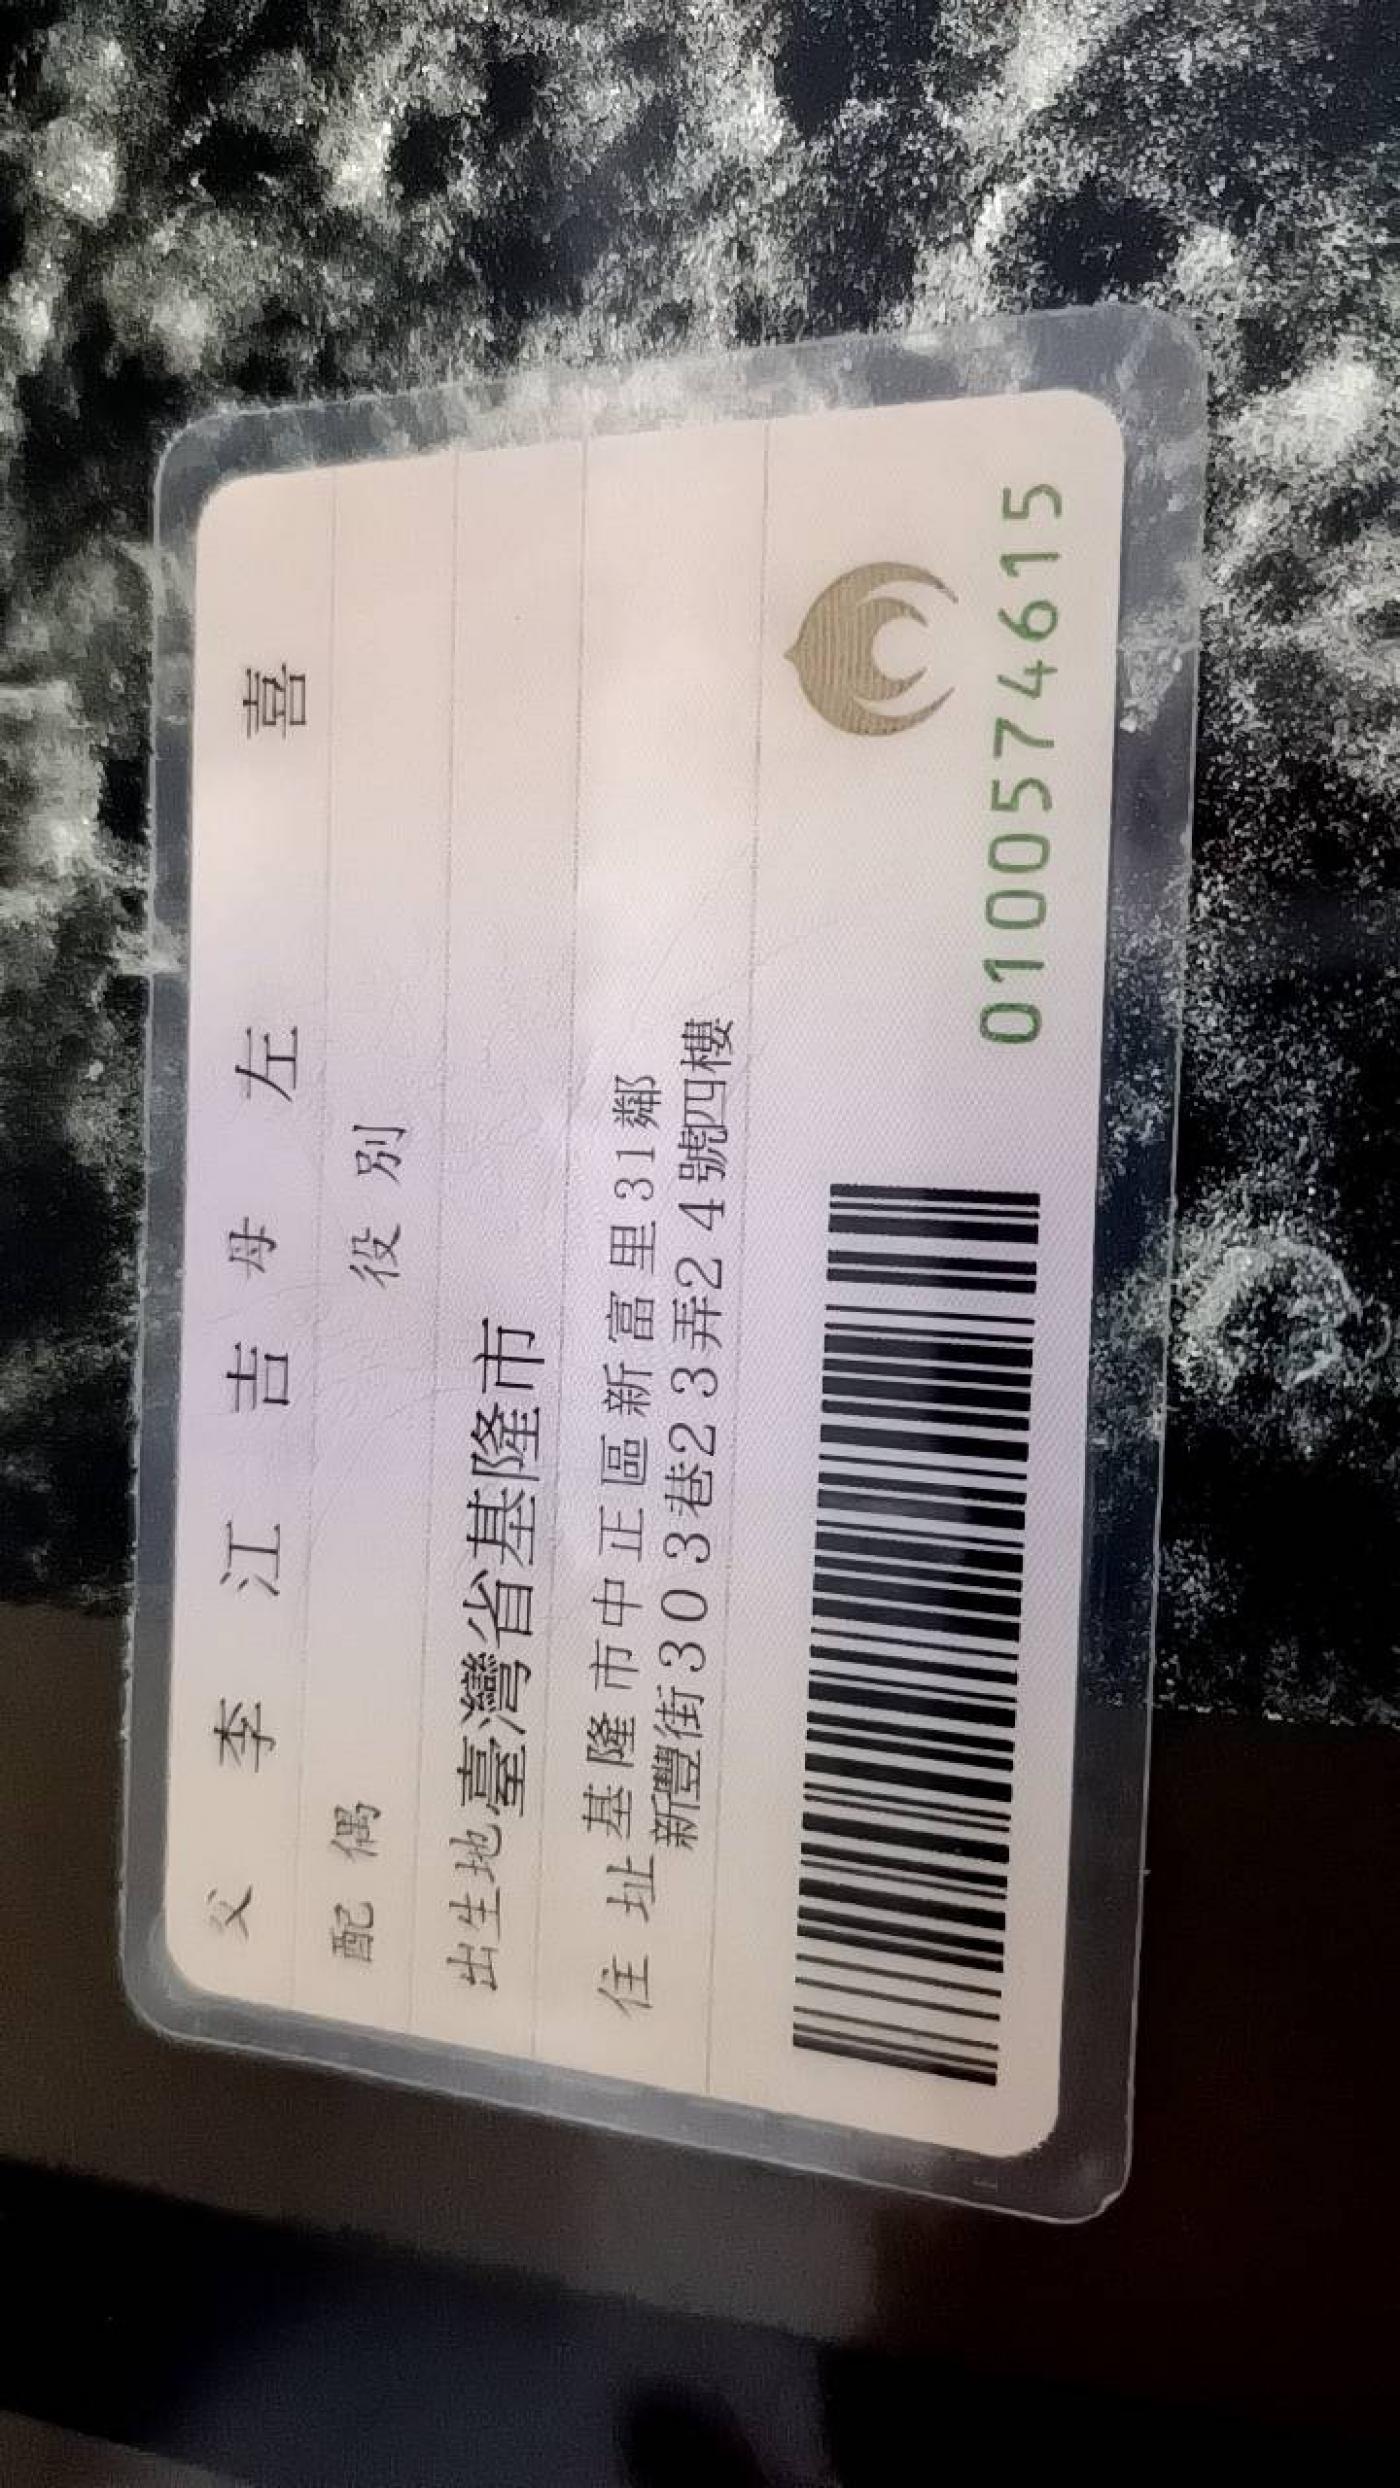 父 李 江 吉 母 左 喜
配偶 役別
出生地 臺灣省基隆市
住址 基隆市中正區新富里31鄰
新豐街303巷23弄24號四樓
0100574615